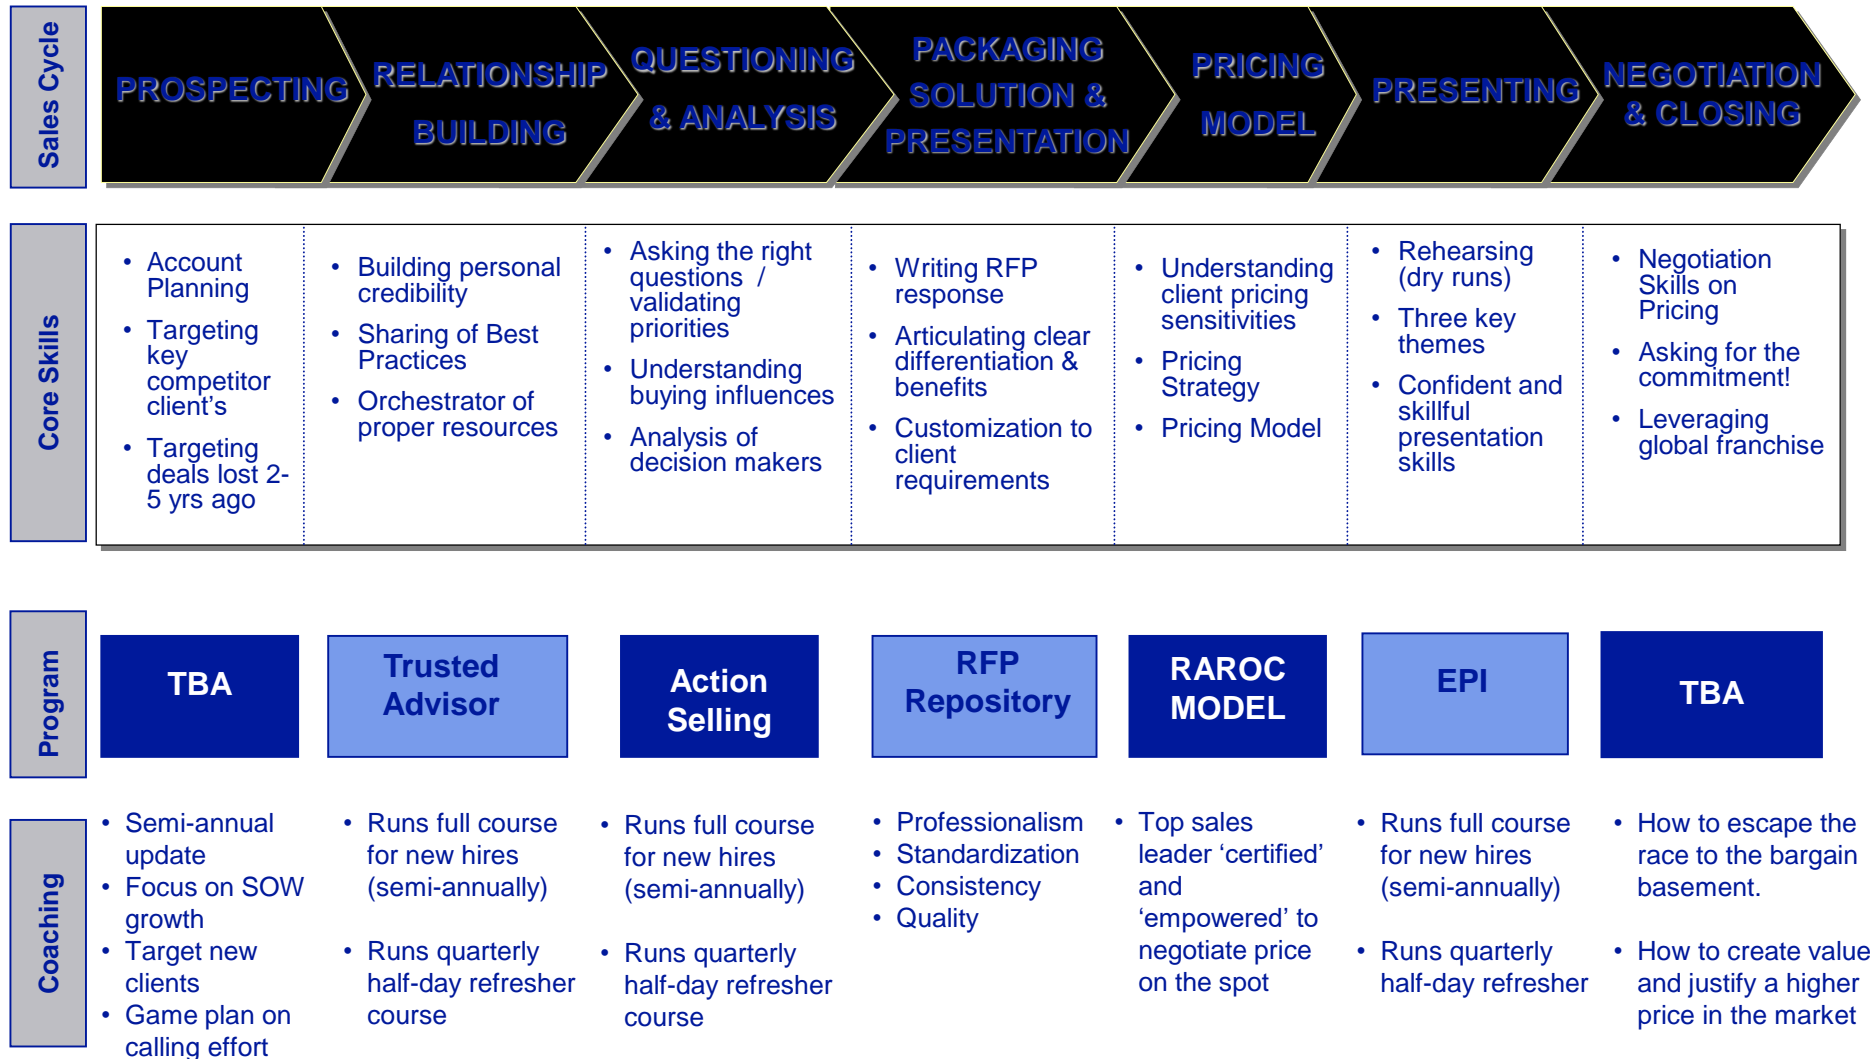 Sales Cycle
PROSPECTING
RELATIONSHIP
BUILDING
QUESTIONING
& ANALYSIS
PACKAGING
SOLUTION &
PRESENTATION
PRICING
MODEL
PRESENTING
NEGOTIATION
& CLOSING
Core Skills
• Account
Planning
• Targeting
key
competitor
client's
• Targeting
deals lost 2-
5 yrs ago
• Building personal
credibility
• Sharing of Best
Practices
• Orchestrator of
proper resources
• Asking the right
questions /
validating
priorities
• Understanding
buying influences
• Analysis of
decision makers
• Writing RFP
response
• Articulating clear
differentiation &
benefits
• Customization to
client
requirements
• Understanding
client pricing
sensitivities
• Pricing
Strategy
• Pricing Model
• Rehearsing
(dry runs)
• Three key
themes
• Confident and
skillful
presentation
skills
• Negotiation
Skills on
Pricing
• Asking for the
commitment!
• Leveraging
global franchise
Program
TBA
Trusted
Advisor
Action
Selling
RFP
Repository
RAROC
MODEL
EPI
TBA
Coaching
• Semi-annual
update
• Focus on SOW
growth
• Target new
clients
• Game plan on
calling effort
• Runs full course
for new hires
(semi-annually)
• Runs quarterly
half-day refresher
course
• Runs full course
for new hires
(semi-annually)
• Runs quarterly
half-day refresher
course
• Professionalism
• Standardization
• Consistency
• Quality
• Top sales
leader ‘certified’
and
‘empowered’ to
negotiate price
on the spot
• Runs full course
for new hires
(semi-annually)
• Runs quarterly
half-day refresher
• How to escape the
race to the bargain
basement.
• How to create value
and justify a higher
price in the market